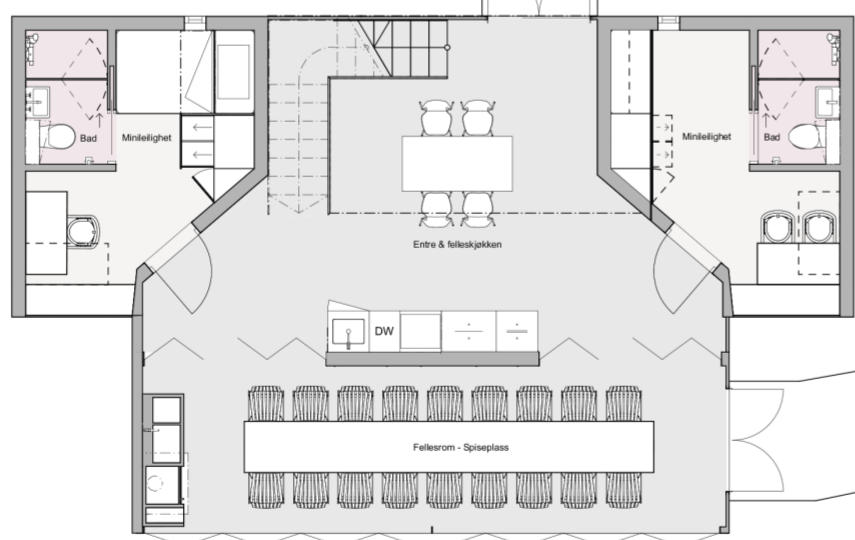 Bad
Minileilighet
Minileilighet
Bad
Entre & felleskjøkken
DW
Fellesrom - Spiseplass